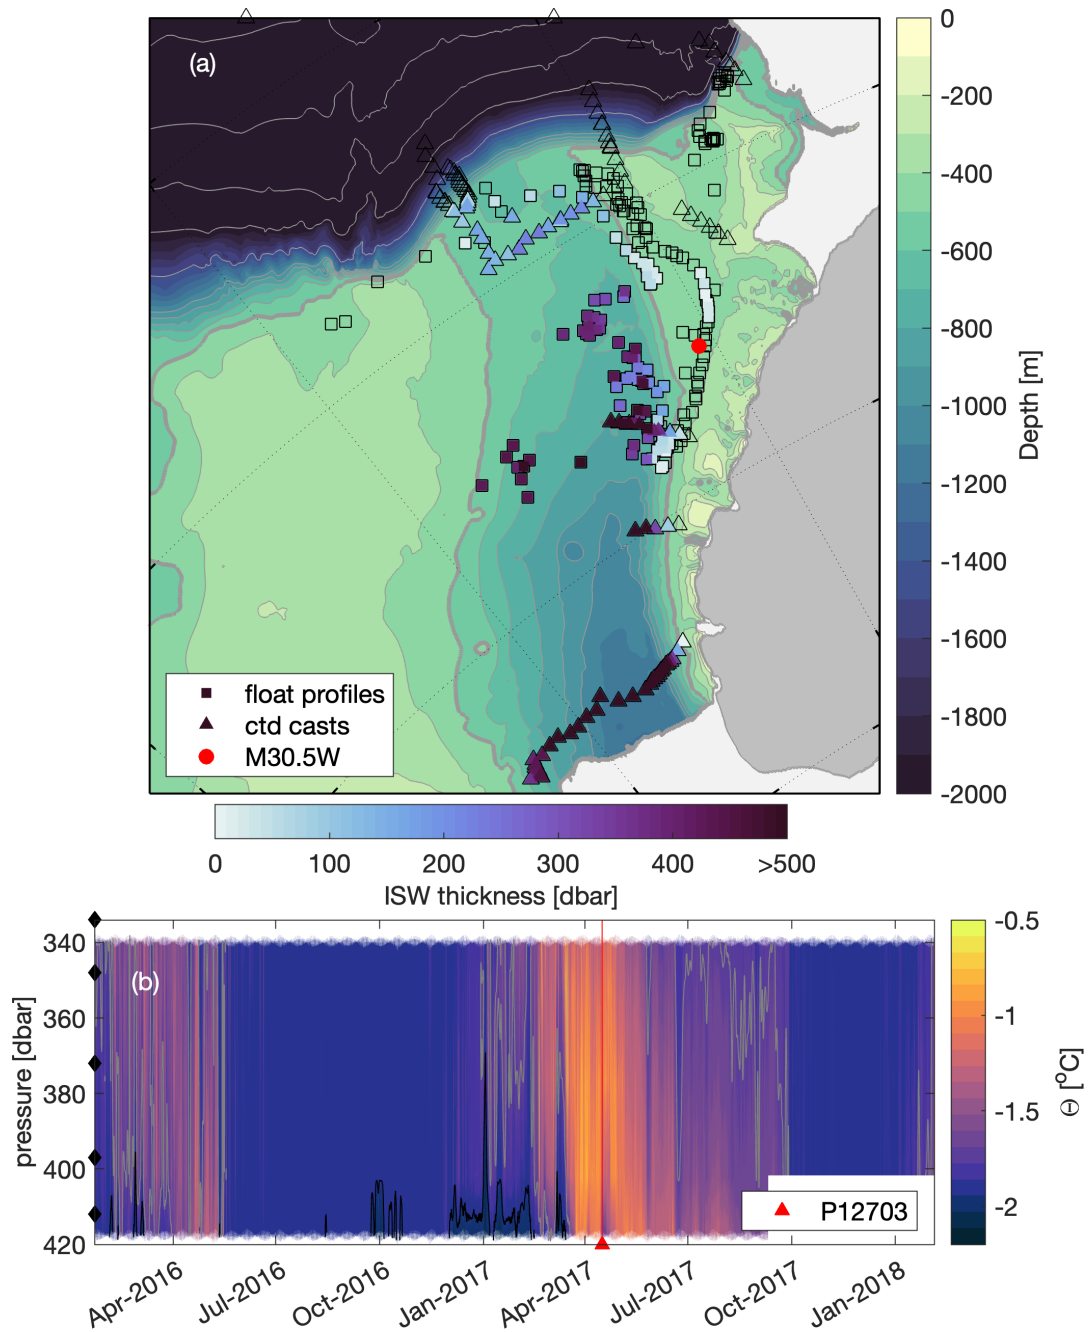 (a)
0
-200
-400
-600
-800
-1000
-1200
-1400
-1600
-1800
-2000
Depth [m]
float profiles
ctd casts
M30.5W
0 100 200 300 400 >500
ISW thickness [dbar]
(b)
340
360
380
400
420
pressure [dbar]
P12703
Apr-2016 Jul-2016 Oct-2016 Jan-2017 Apr-2017 Jul-2017 Oct-2017 Jan-2018
-0.5
-1
-1.5
-2
Θ [°C]